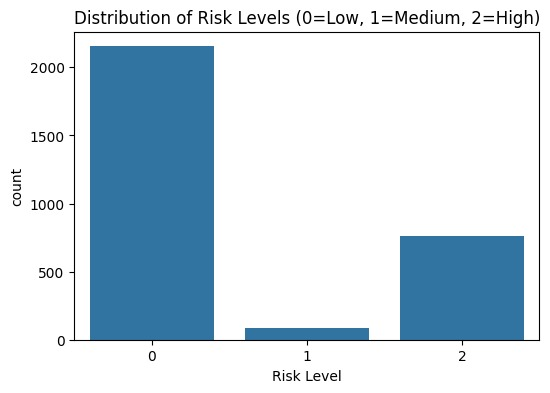 Distribution of Risk Levels (0=Low, 1=Medium, 2=High)
2000
1500
1000
500
0
count
0 1 2
Risk Level